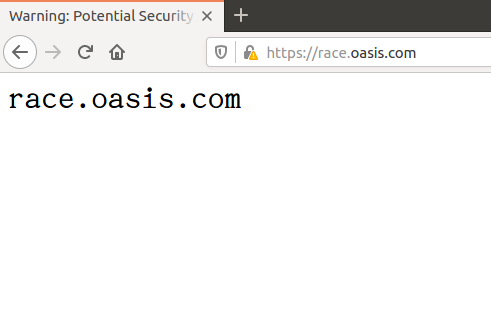 Warning: Potential Security
https://race.oasis.com
race.oasis.com